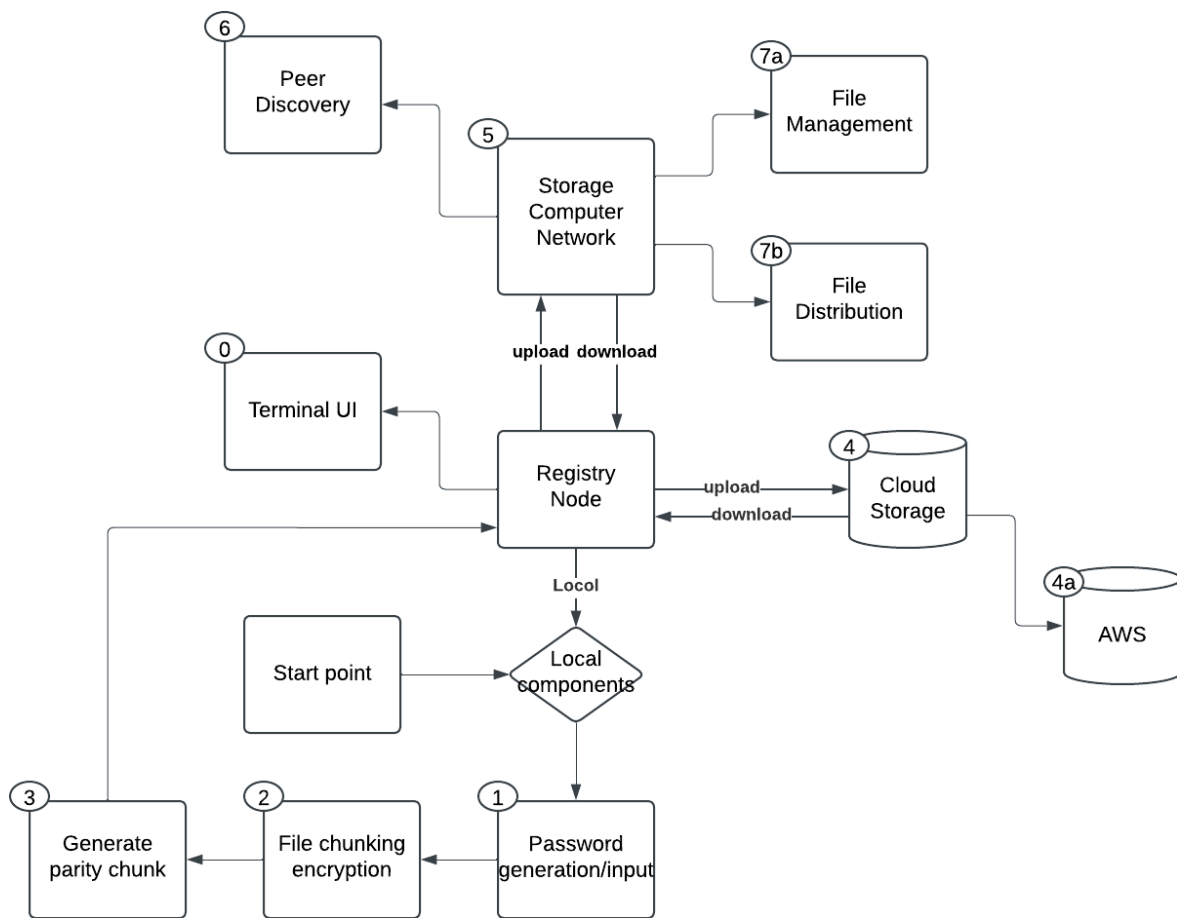 6
Peer
Discovery
7a
File
Management
5
Storage
Computer
Network
7b
File
Distribution
upload
download
0
Terminal UI
Registry
Node
upload
download
4
Cloud
Storage
Locol
4a
AWS
Start point
Local
components
3
Generate
parity chunk
2
File chunking
encryption
1
Password
generation/input